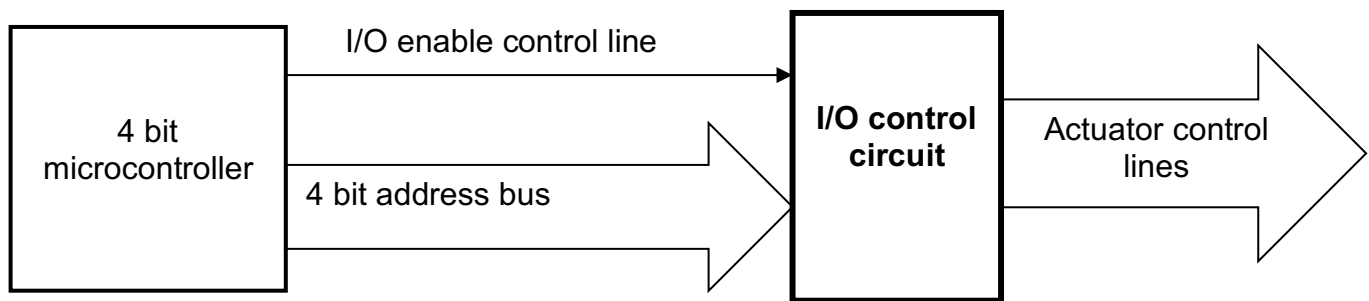 4 bit
microcontroller
I/O enable control line
4 bit address bus
I/O control
circuit
Actuator control
lines